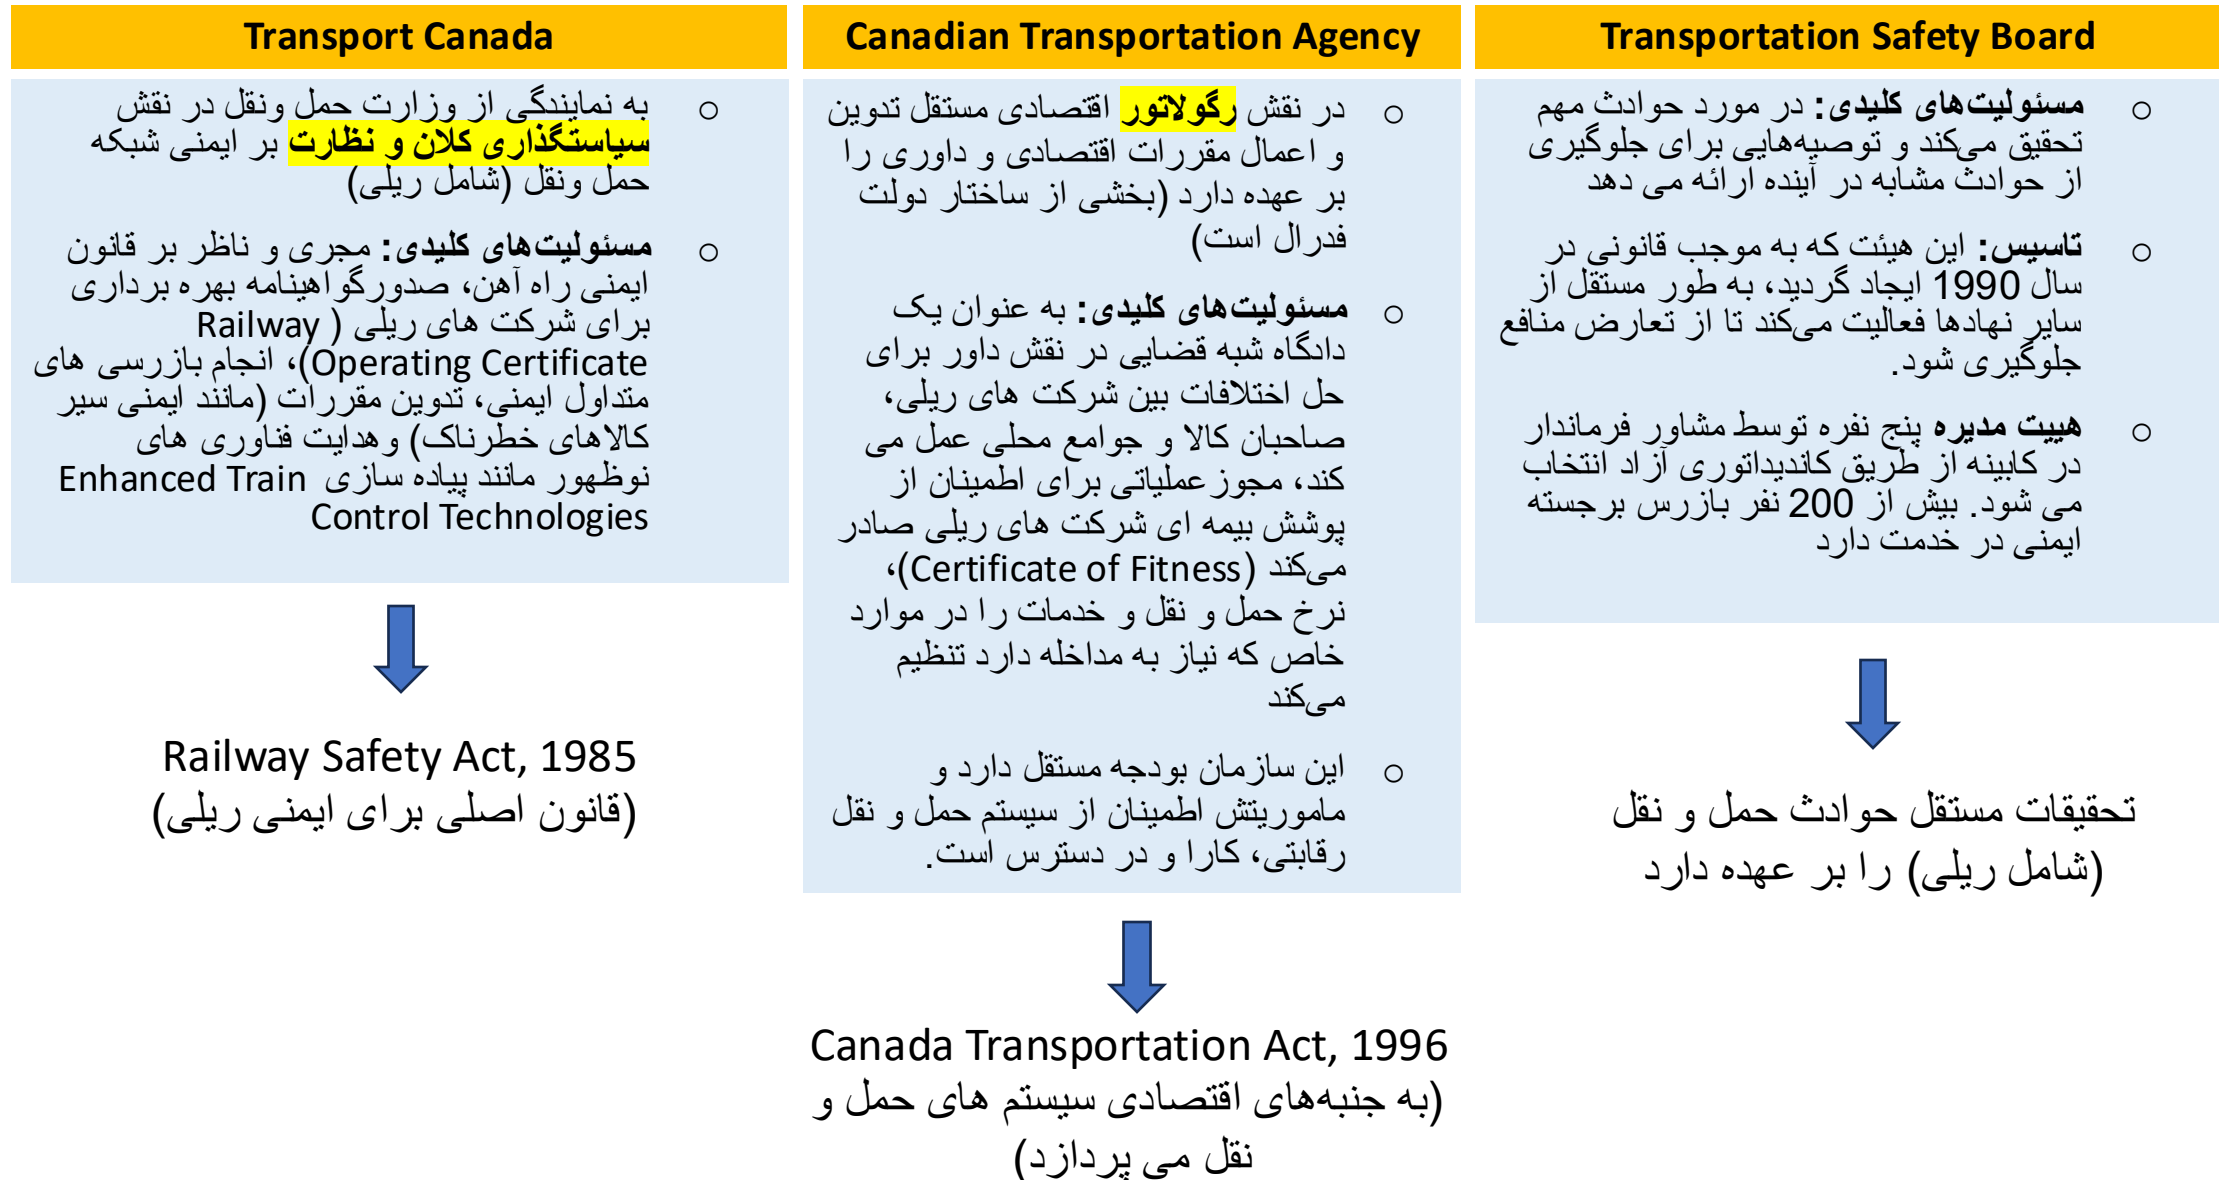 Transport Canada
○ به نمایندگی از وزارت حمل ونقل در نقش
سیاستگذاری کلان و نظارت بر ایمنی شبکه
حمل ونقل (شامل ریلی)
○ مسئولیت‌های کلیدی: مجری و ناظر بر قانون
ایمنی راه آهن، صدورگواهینامه بهره برداری
برای شرکت های ریلی (Railway
Operating Certificate)، انجام بازرسی های
متداول ایمنی، تدوین مقررات (مانند ایمنی سیر
کالاهای خطرناک) وهدایت فناوری های
نوظهور مانند پیاده سازی Enhanced Train
Control Technologies
Railway Safety Act, 1985
(قانون اصلی برای ایمنی ریلی)
Canadian Transportation Agency
○ در نقش رگولاتور اقتصادی مستقل تدوین
و اعمال مقررات اقتصادی و داوری را
بر عهده دارد (بخشی از ساختار دولت
فدرال است)
○ مسئولیت‌های کلیدی: به عنوان یک
دادگاه شبه قضایی در نقش داور برای
حل اختلافات بین شرکت های ریلی،
صاحبان کالا و جوامع محلی عمل می
کند، مجوز عملیاتی برای اطمینان از
پوشش بیمه ای شرکت های ریلی صادر
می‌کند (Certificate of Fitness)،
نرخ حمل و نقل و خدمات را در موارد
خاص که نیاز به مداخله دارد تنظیم
می‌کند
○ این سازمان بودجه مستقل دارد و
ماموریتش اطمینان از سیستم حمل و نقل
رقابتی، کارا و در دسترس است.
Canada Transportation Act, 1996
(به جنبه‌های اقتصادی سیستم های حمل و
نقل می پردازد)
Transportation Safety Board
○ مسئولیت‌های کلیدی: در مورد حوادث مهم
تحقیق می‌کند و توصیه‌هایی برای جلوگیری
از حوادث مشابه در آینده ارائه می دهد
○ تاسیس: این هیئت که به موجب قانونی در
سال 1990 ایجاد گردید، به طور مستقل از
سایر نهادها فعالیت می‌کند تا از تعارض منافع
جلوگیری شود.
○ هییت مدیره پنج نفره توسط مشاور فرماندار
در کابینه از طریق کاندیداتوری آزاد انتخاب
می شود. بیش از 200 نفر بازرس برجسته
ایمنی در خدمت دارد
تحقیقات مستقل حوادث حمل و نقل
(شامل ریلی) را بر عهده دارد